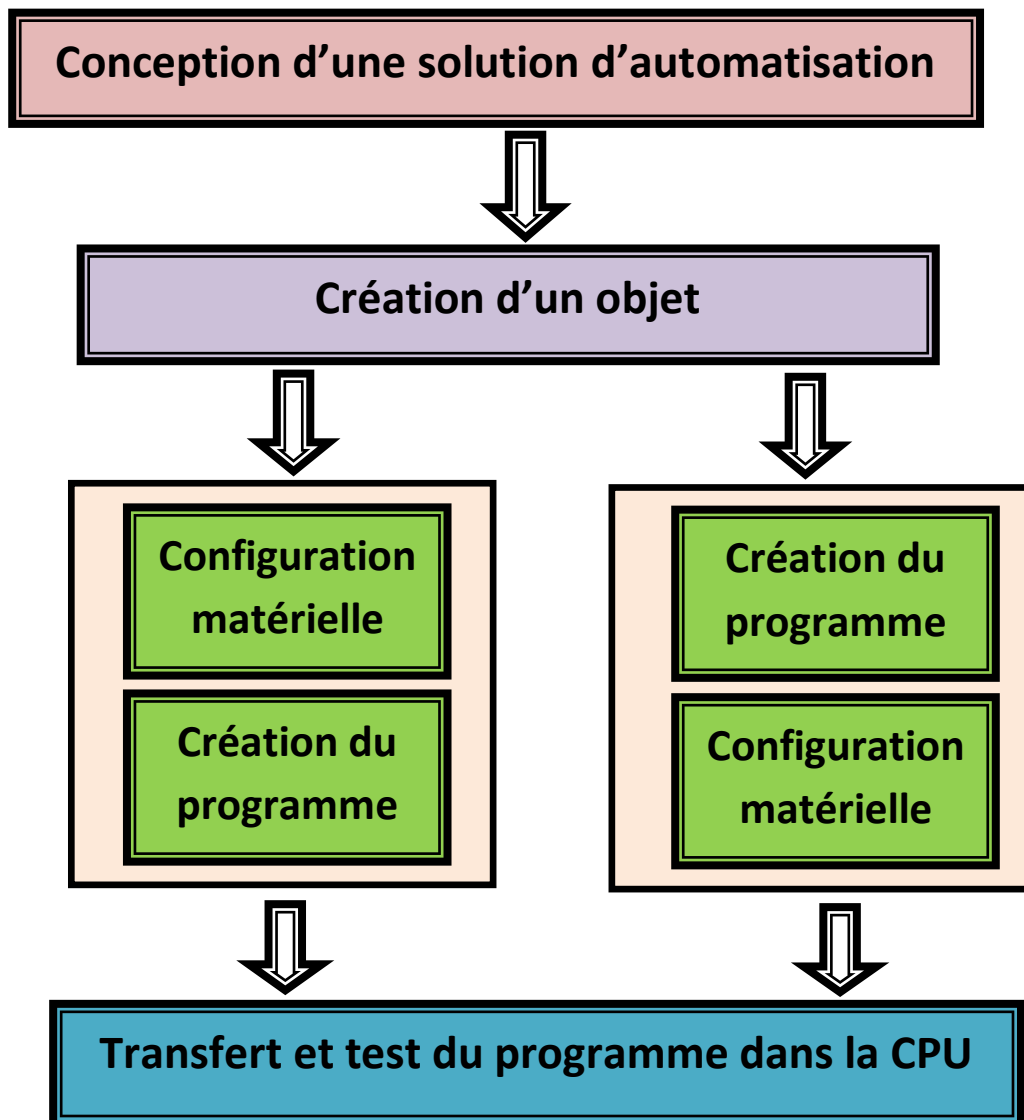 Conception d’une solution d’automatisation
Création d’un objet
Configuration
matérielle
Création du
programme
Création du
programme
Configuration
matérielle
Transfert et test du programme dans la CPU